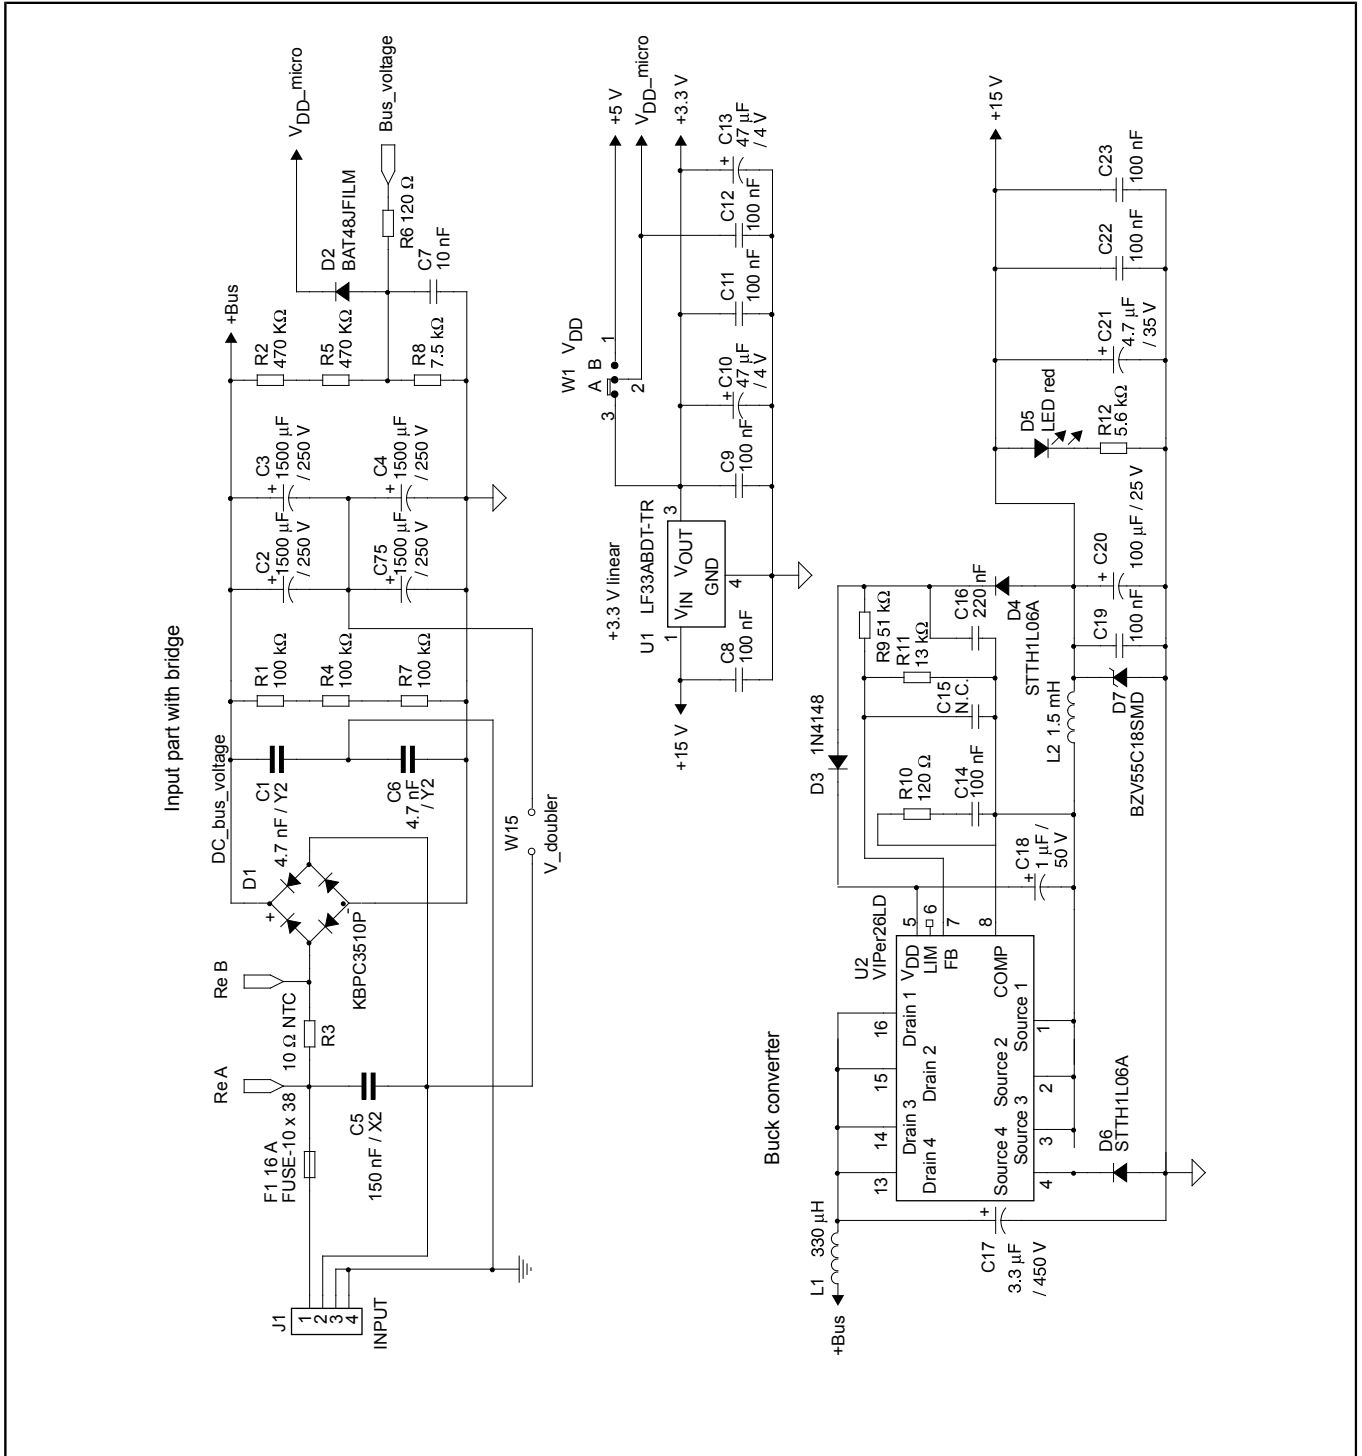 Input part with bridge
J1
INPUT
1
2
3
4
F1 16 A
FUSE-10 x 38
Re A
10 Ω NTC
R3
Re B
C5
150 nF / X2
D1
KBPC3510P
+
-
DC_bus_voltage
C1
4.7 nF / Y2
C6
4.7 nF
/ Y2
W15
V_doubler
R1
100 kΩ
R4
100 kΩ
R7
100 kΩ
C2
+
1500 µF
/ 250 V
C75
+
1500 µF
/ 250 V
C3
+
1500 µF
/ 250 V
C4
+
1500 µF
/ 250 V
+Bus
R2
470 KΩ
R5
470 KΩ
R8
7.5 kΩ
D2
BAT48JFILM
VDD_micro
R6 120 Ω
C7
10 nF
Bus_voltage
+3.3 V linear
U1 LF33ABDT-TR
VIN VOUT
GND
1
3
4
+15 V
C8
100 nF
C9
100 nF
C10
+
47 µF
/ 4 V
C11
100 nF
C12
100 nF
C13
+
47 µF
/ 4 V
W1 VDD
A B
3
2
1
+5 V
VDD_micro
+3.3 V
Buck converter
+Bus
L1 330 µH
C17
+
3.3 µF
/ 450 V
U2
VIPer26LD
13
14
15
16
Drain 4
Drain 3
Drain 2
Drain 1
VDD
LIM
FB
COMP
5
6
7
8
Source 4
Source 3
Source 2
Source 1
4
3
2
1
D6
STTH1L06A
C18
+
1 µF /
50 V
D3 1N4148
R10
120 Ω
C14
100 nF
C15
N.C.
R9 51 kΩ
R11
13 kΩ
C16
220 nF
D4
STTH1L06A
L2 1.5 mH
D7
BZV55C18SMD
C19
100 nF
C20
+
100 µF / 25 V
D5
LED red
R12
5.6 kΩ
C21
+
4.7 µF
/ 35 V
C22
100 nF
C23
100 nF
+15 V